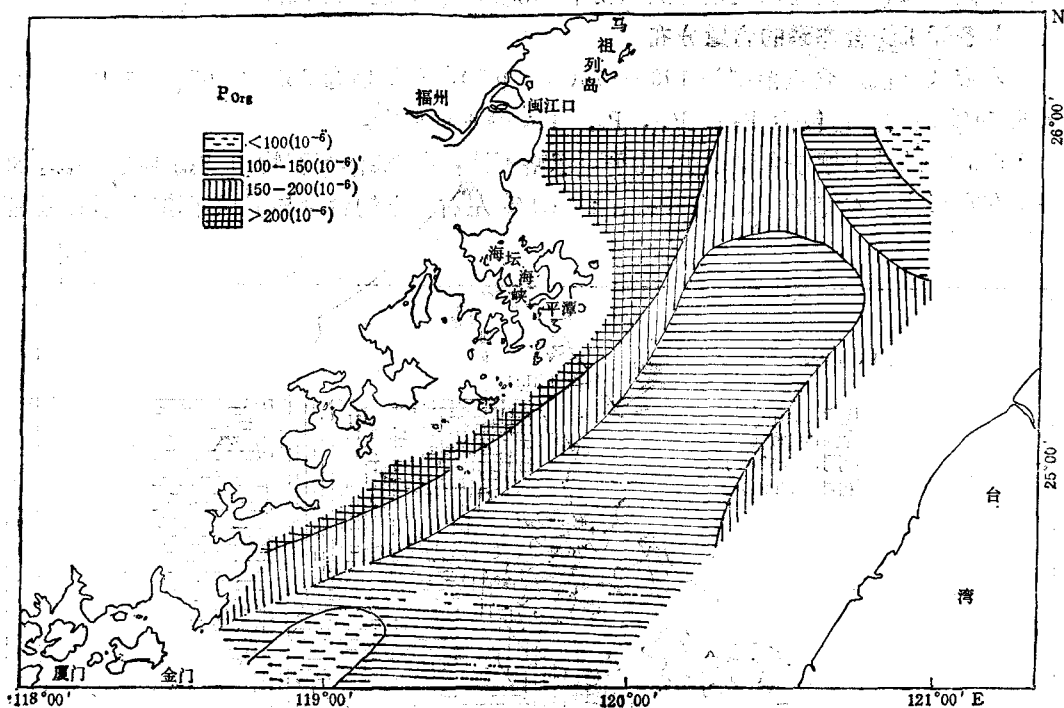 N
马
祖
列
岛
福州
闽江口
26°00′
P Org
<100(10⁻⁶)
100-150(10⁻⁶)
150-200(10⁻⁶)
>200(10⁻⁶)
海坛
海
峡
平潭
25°00′
台
湾
厦门
金门
118°00′
119°00′
120°00′
121°00′ E